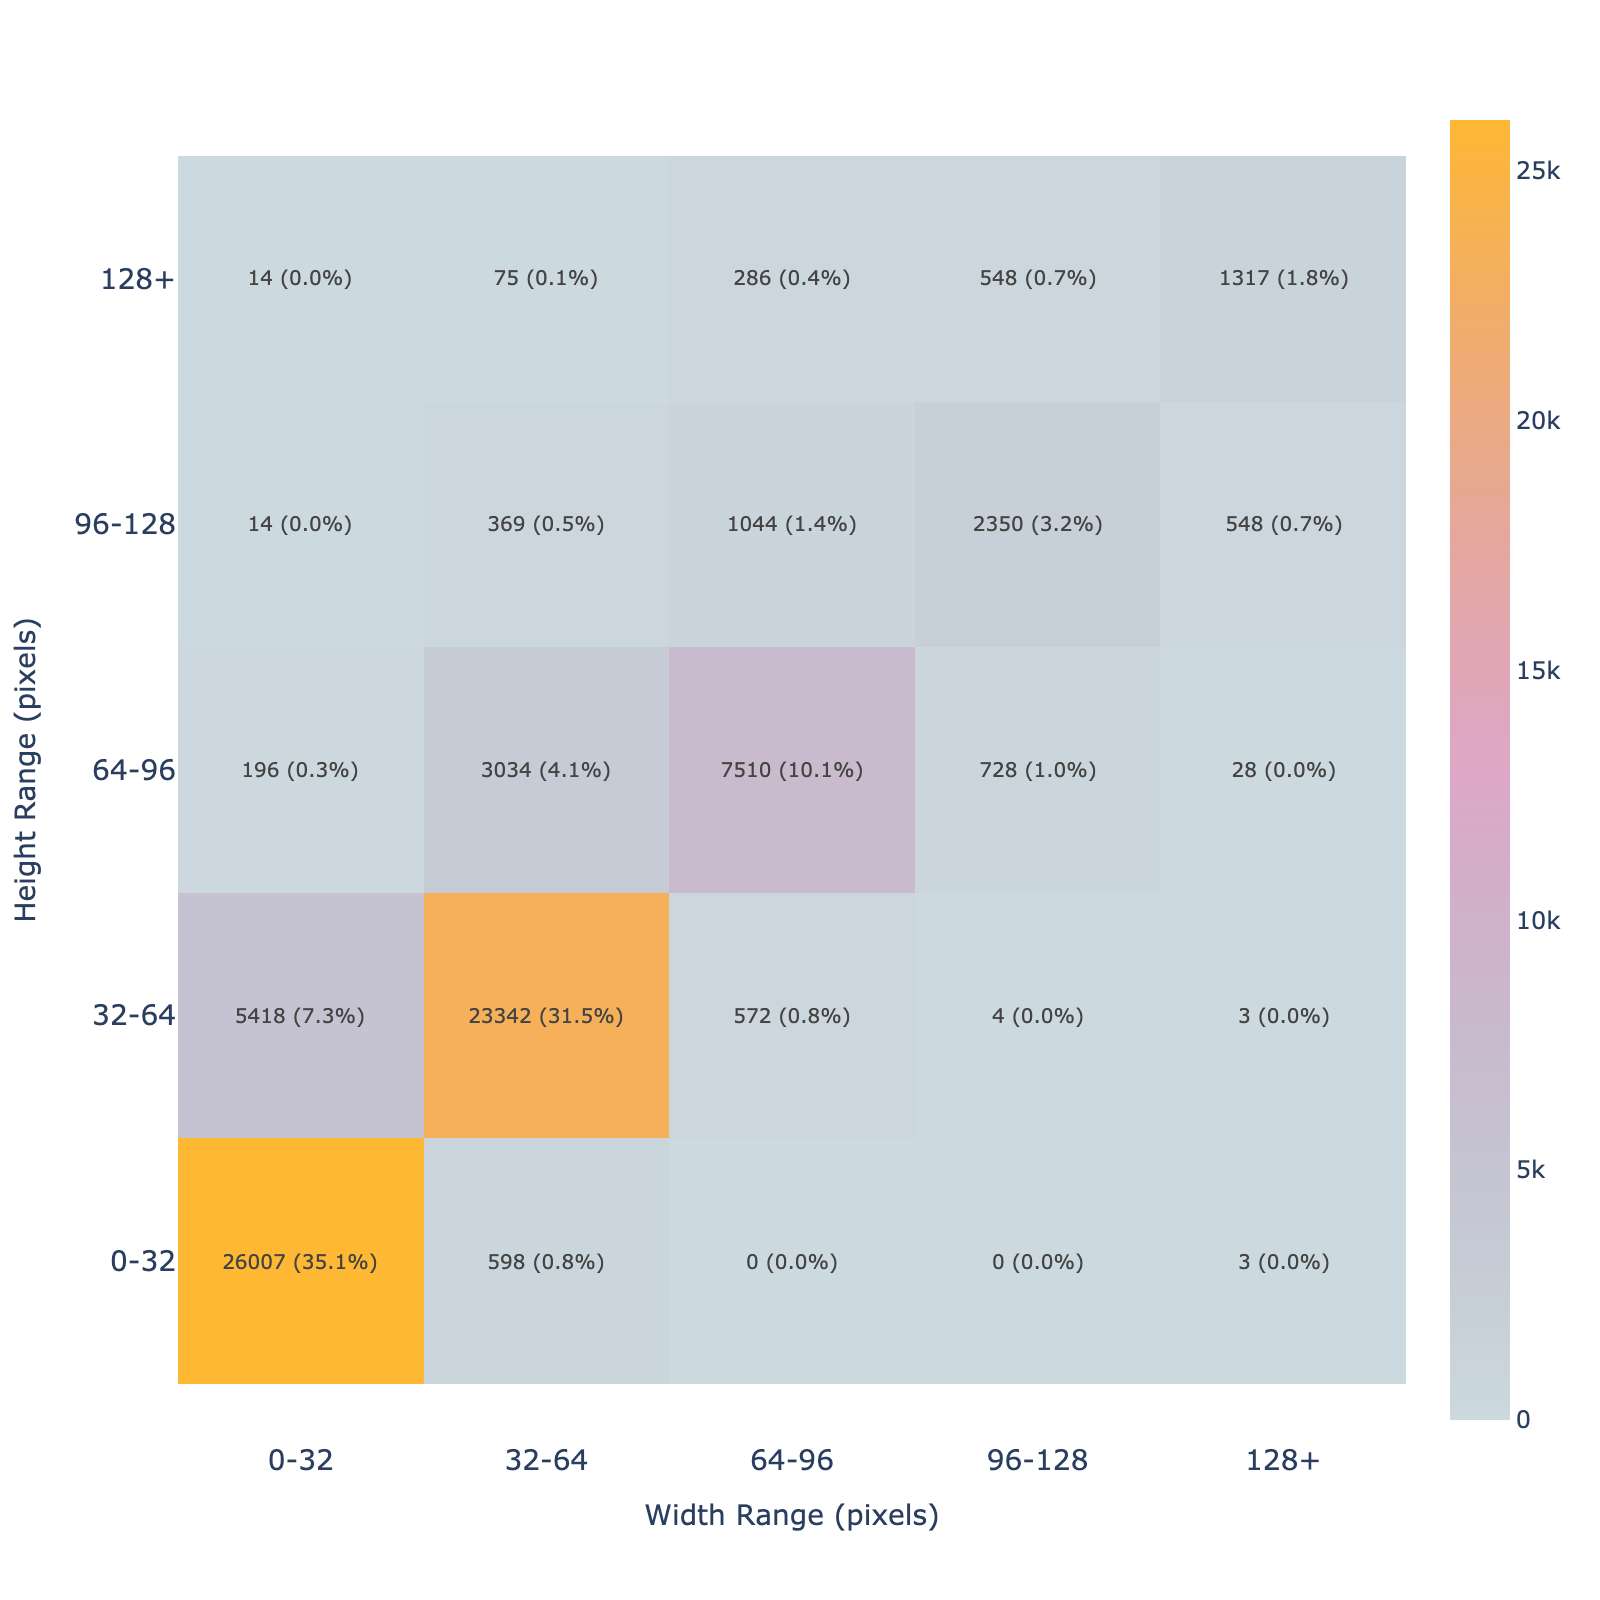 128+
14 (0.0%) 75 (0.1%) 286 (0.4%) 548 (0.7%) 1317 (1.8%)
96-128
14 (0.0%) 369 (0.5%) 1044 (1.4%) 2350 (3.2%) 548 (0.7%)
64-96
196 (0.3%) 3034 (4.1%) 7510 (10.1%) 728 (1.0%) 28 (0.0%)
32-64
5418 (7.3%) 23342 (31.5%) 572 (0.8%) 4 (0.0%) 3 (0.0%)
0-32
26007 (35.1%) 598 (0.8%) 0 (0.0%) 0 (0.0%) 3 (0.0%)
0-32 32-64 64-96 96-128 128+
Width Range (pixels)
Height Range (pixels)
25k
20k
15k
10k
5k
0